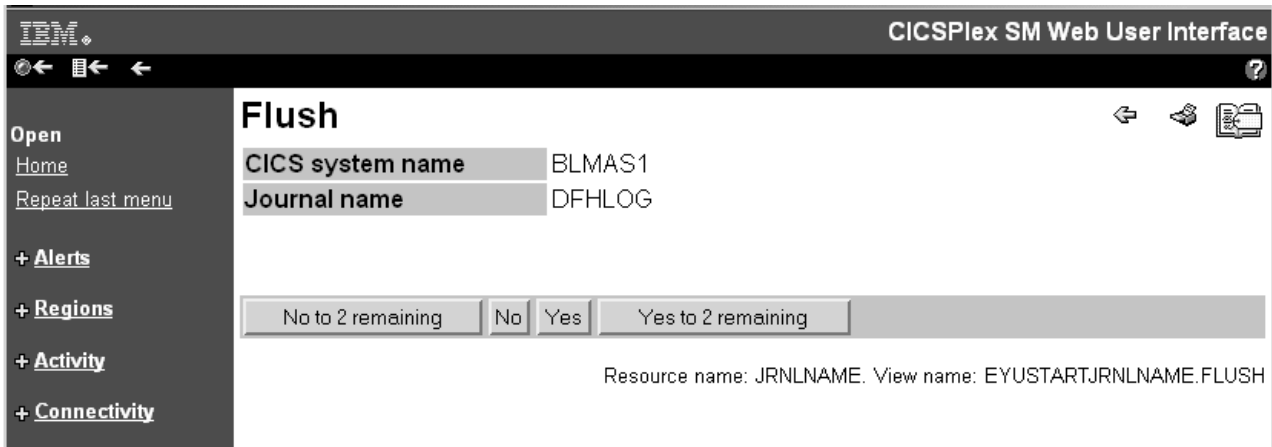 IBM.
CICSPlex SM Web User Interface
Open
Home
Repeat last menu
+ Alerts
+ Regions
+ Activity
+ Connectivity
Flush
CICS system name BLMAS1
Journal name DFHLOG
No to 2 remaining No Yes Yes to 2 remaining
Resource name: JRNLNAME. View name: EYUSTARTJRNLNAME.FLUSH